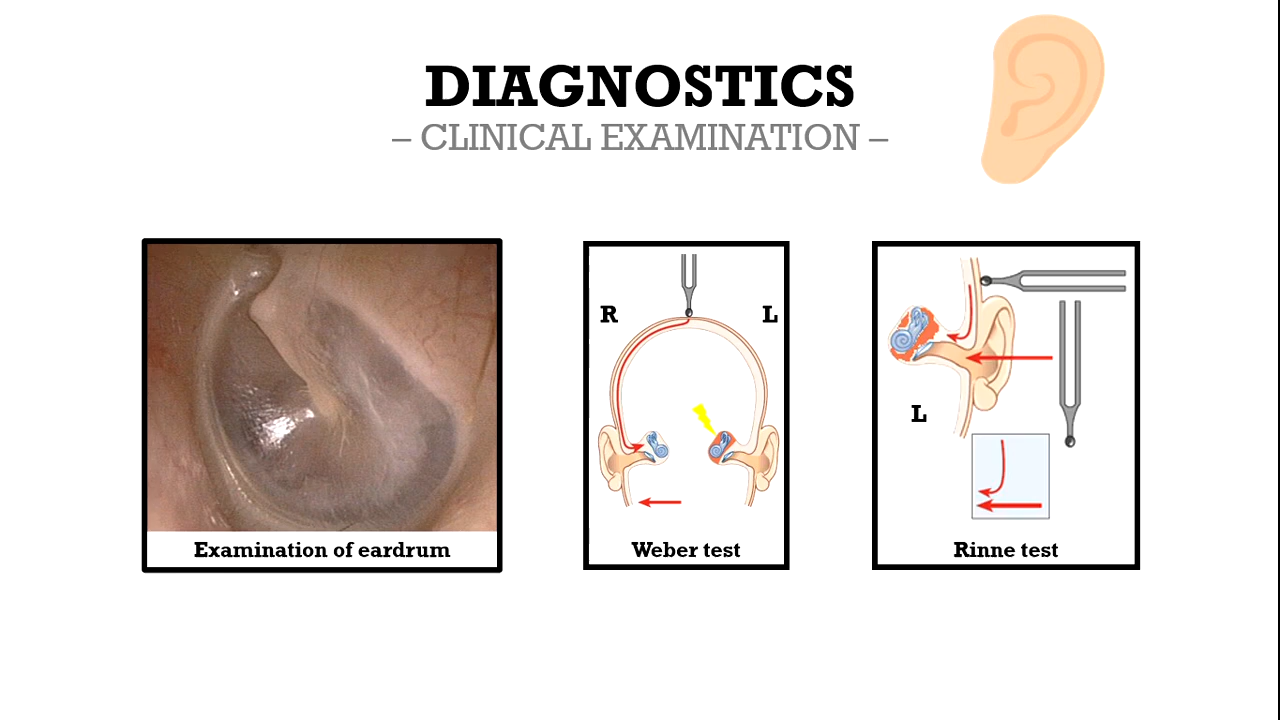 DIAGNOSTICS
– CLINICAL EXAMINATION –
Examination of eardrum
R
L
Weber test
L
Rinne test